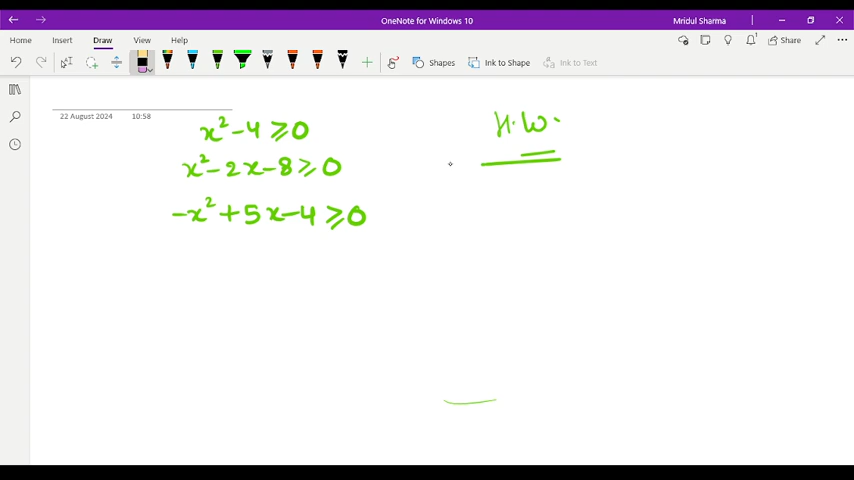 OneNote for Windows 10
Mridul Sharma
Home Insert Draw View Help
Share
Shapes Ink to Shape Ink to Text
22 August 2024 10:58
x² - 4 ≥ 0
H.W.
x² - 2x - 8 ≥ 0
-x² + 5x - 4 ≥ 0